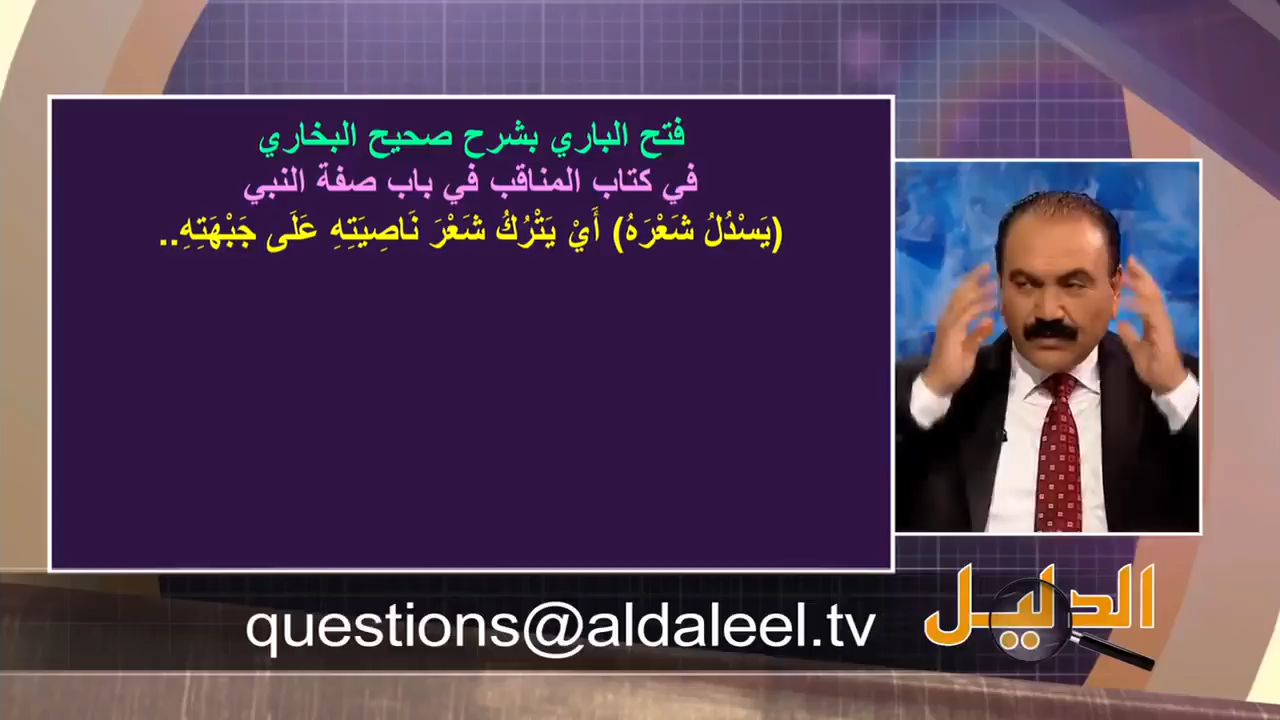 فتح الباري بشرح صحيح البخاري
في كتاب المناقب في باب صفة النبي
(يَسْدُلُ شَعْرَهُ) أَيْ يَتْرُكُ شَعْرَ نَاصِيَتِهِ عَلَى جَبْهَتِهِ..
الدليل
questions@aldaleel.tv